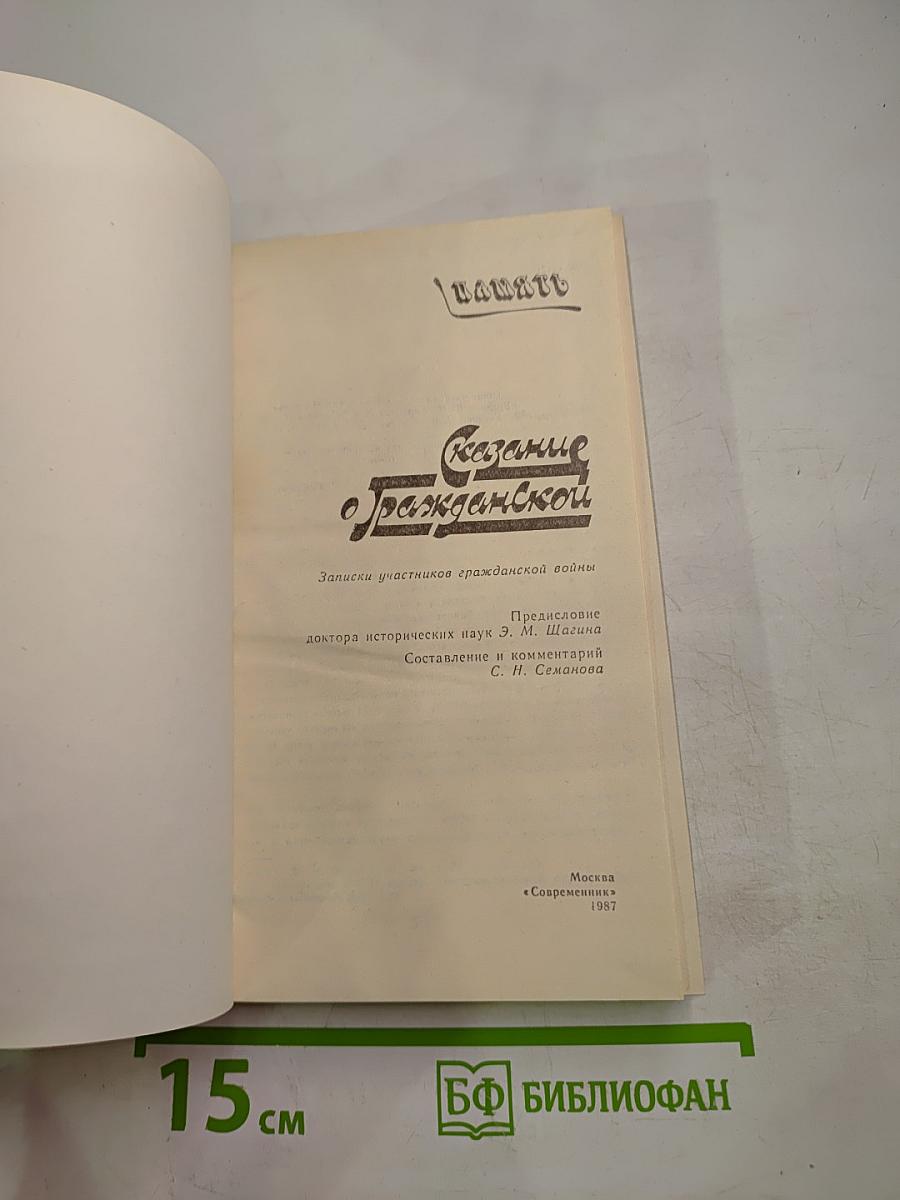 память
Сказание
о Гражданской
Записки участников гражданской войны
Предисловие
доктора исторических наук Э. М. Щагина
Составление и комментарий
С. Н. Семанова
Москва
«Современник»
1987
15 см
БФ БИБЛИОФАН